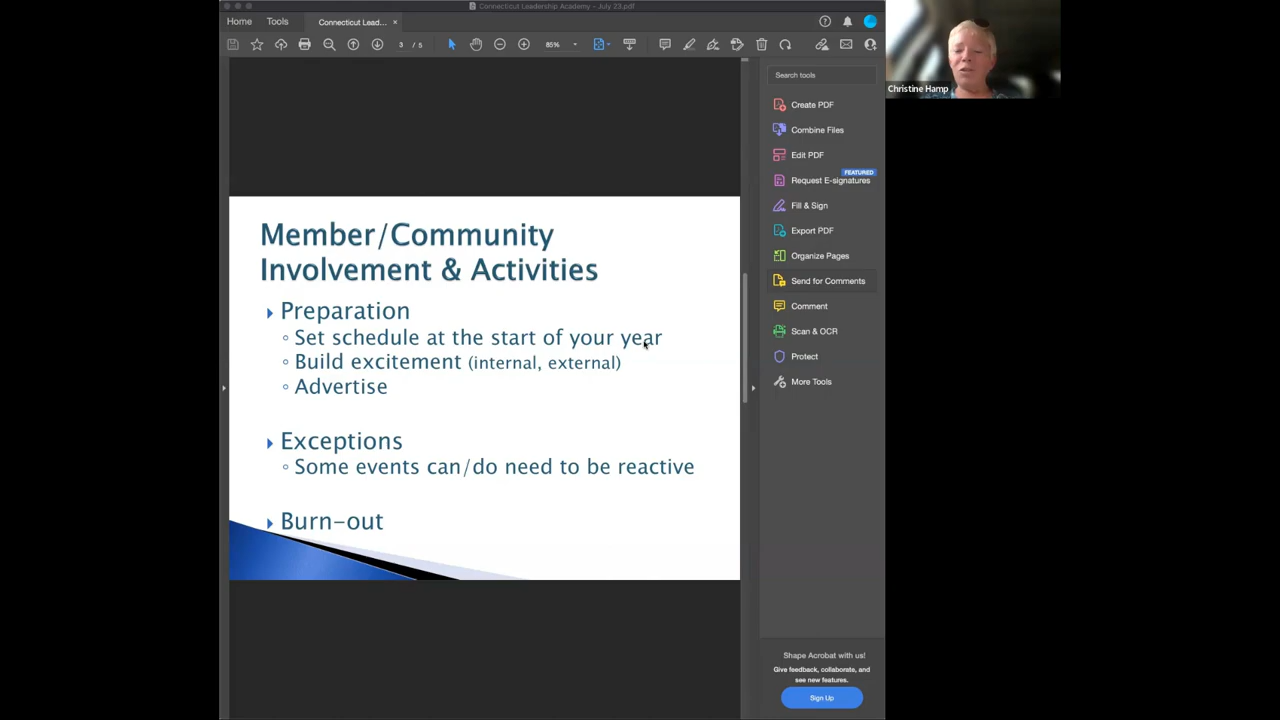 Connecticut Leadership Academy - July 23.pdf
Home
Tools
Connecticut Lead...
3 / 5
85%
Christine Hamp
Search tools
Create PDF
Combine Files
Edit PDF
FEATURED
Request E-signatures
Fill & Sign
Export PDF
Organize Pages
Send for Comments
Comment
Scan & OCR
Protect
More Tools
Member/Community
Involvement & Activities
Preparation
Set schedule at the start of your year
Build excitement (internal, external)
Advertise
Exceptions
Some events can/do need to be reactive
Burn-out
Shape Acrobat with us!
Give feedback, collaborate, and
see new features.
Sign Up